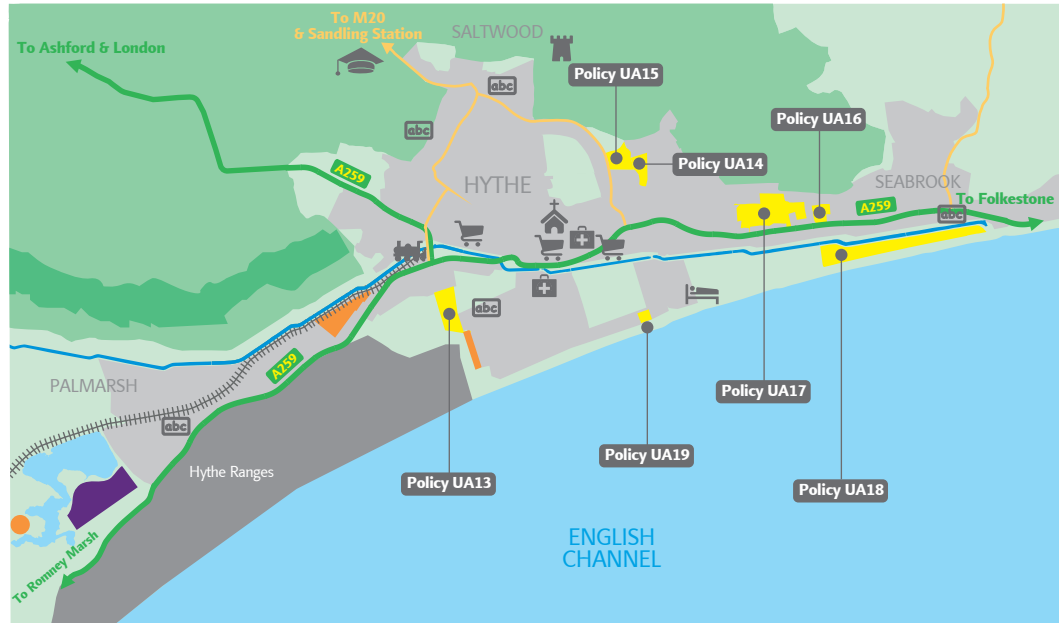 To M20
& Sandling Station
SALTWOOD
To Ashford & London
abc
Policy UA15
abc
Policy UA16
Policy UA14
A259
HYTHE
SEABROOK
To Folkestone
A259
abc
abc
A259
PALMARSH
Policy UA17
abc
Policy UA19
Hythe Ranges
Policy UA13
Policy UA18
ENGLISH
CHANNEL
To Romney Marsh